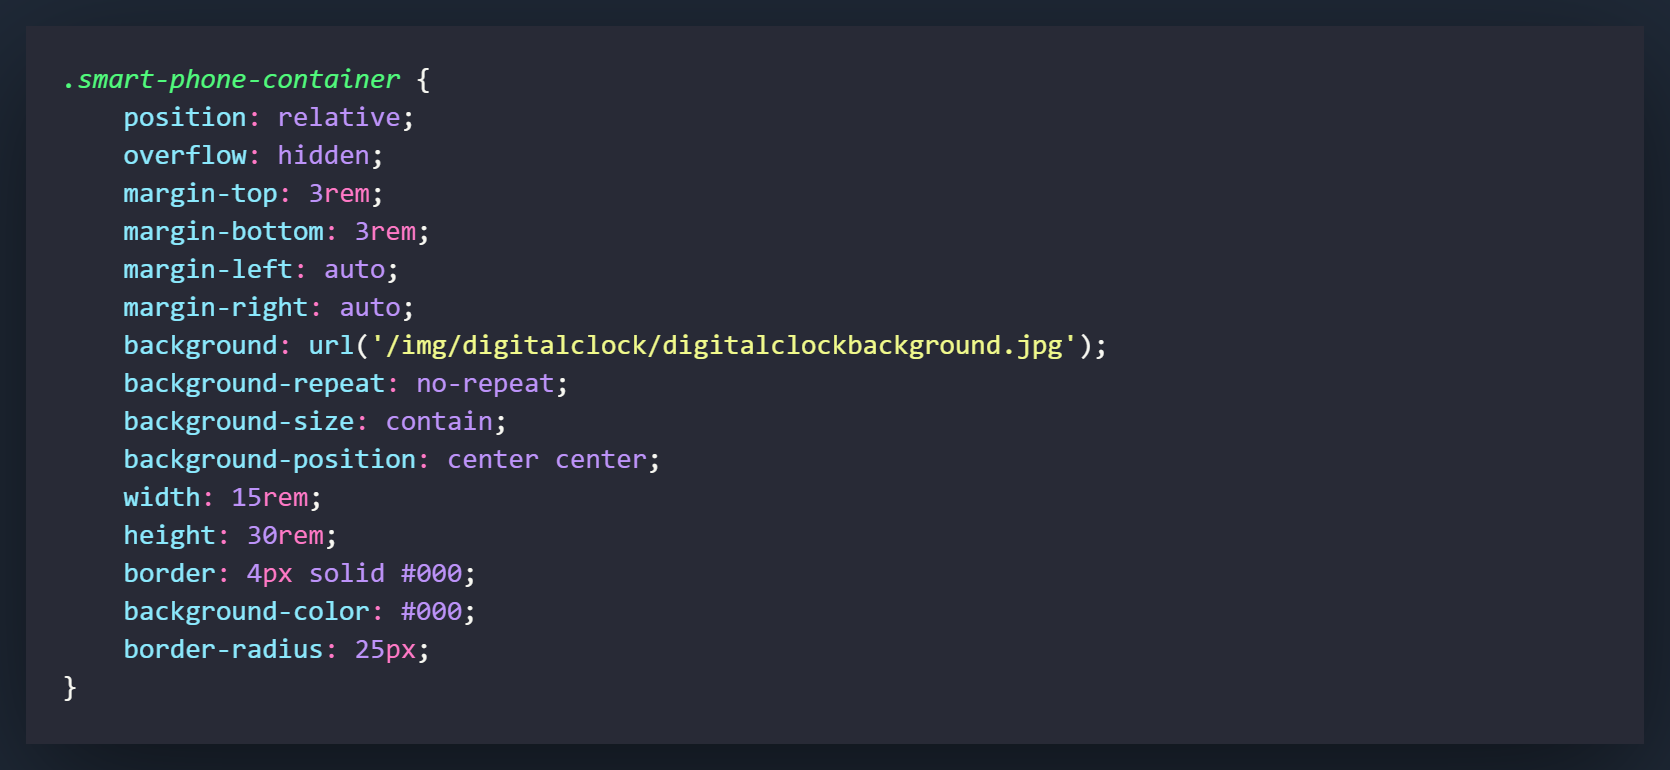 .smart-phone-container {
    position: relative;
    overflow: hidden;
    margin-top: 3rem;
    margin-bottom: 3rem;
    margin-left: auto;
    margin-right: auto;
    background: url('/img/digitalclock/digitalclockbackground.jpg');
    background-repeat: no-repeat;
    background-size: contain;
    background-position: center center;
    width: 15rem;
    height: 30rem;
    border: 4px solid #000;
    background-color: #000;
    border-radius: 25px;
}